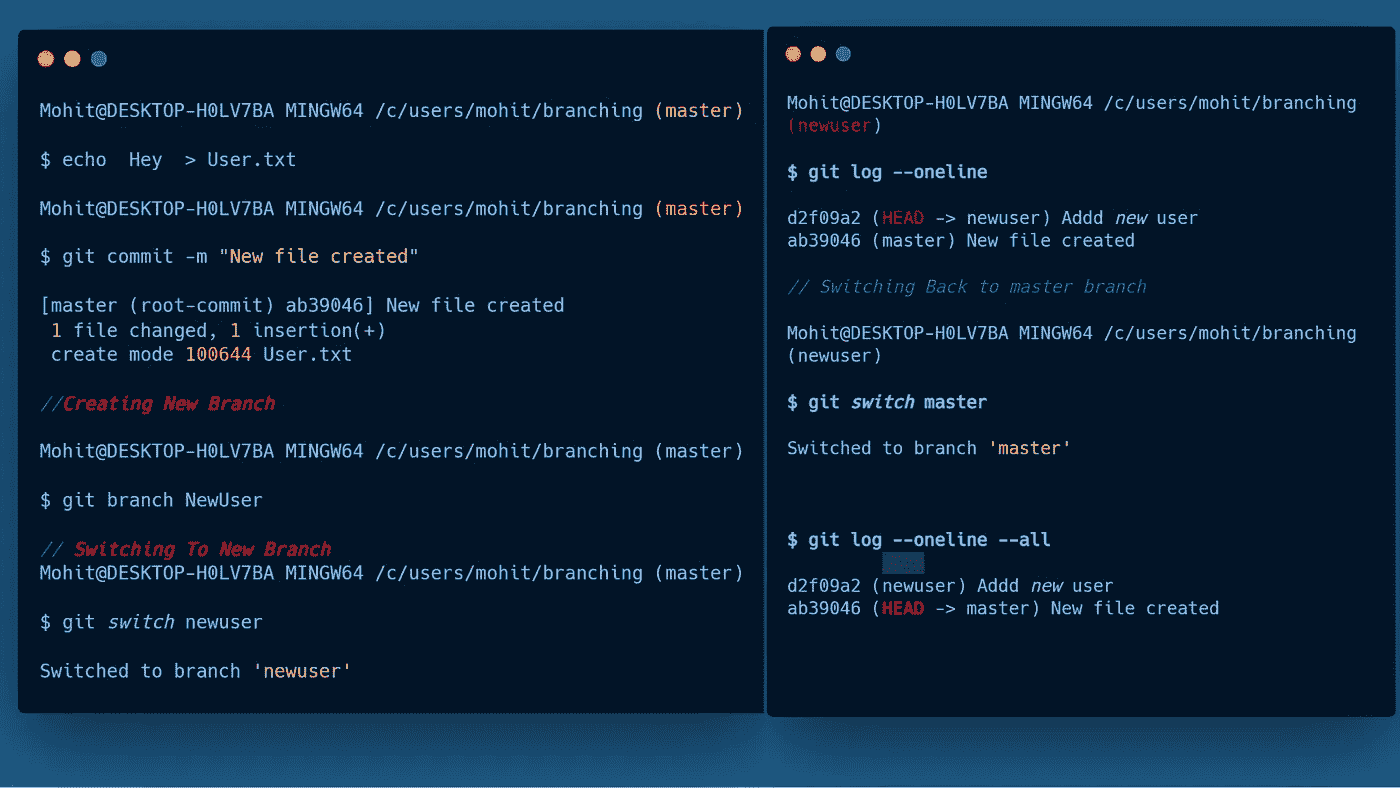 Mohit@DESKTOP-H0LV7BA MINGW64 /c/users/mohit/branching (master)
$ echo  Hey  > User.txt
Mohit@DESKTOP-H0LV7BA MINGW64 /c/users/mohit/branching (master)
$ git commit -m "New file created"
[master (root-commit) ab39046] New file created
 1 file changed, 1 insertion(+)
 create mode 100644 User.txt
//Creating New Branch
Mohit@DESKTOP-H0LV7BA MINGW64 /c/users/mohit/branching (master)
$ git branch NewUser
// Switching To New Branch
Mohit@DESKTOP-H0LV7BA MINGW64 /c/users/mohit/branching (master)
$ git switch newuser
Switched to branch 'newuser'
Mohit@DESKTOP-H0LV7BA MINGW64 /c/users/mohit/branching
(newuser)
$ git log --oneline
d2f09a2 (HEAD -> newuser) Addd new user
ab39046 (master) New file created
// Switching Back to master branch
Mohit@DESKTOP-H0LV7BA MINGW64 /c/users/mohit/branching
(newuser)
$ git switch master
Switched to branch 'master'
$ git log --oneline --all
d2f09a2 (newuser) Addd new user
ab39046 (HEAD -> master) New file created